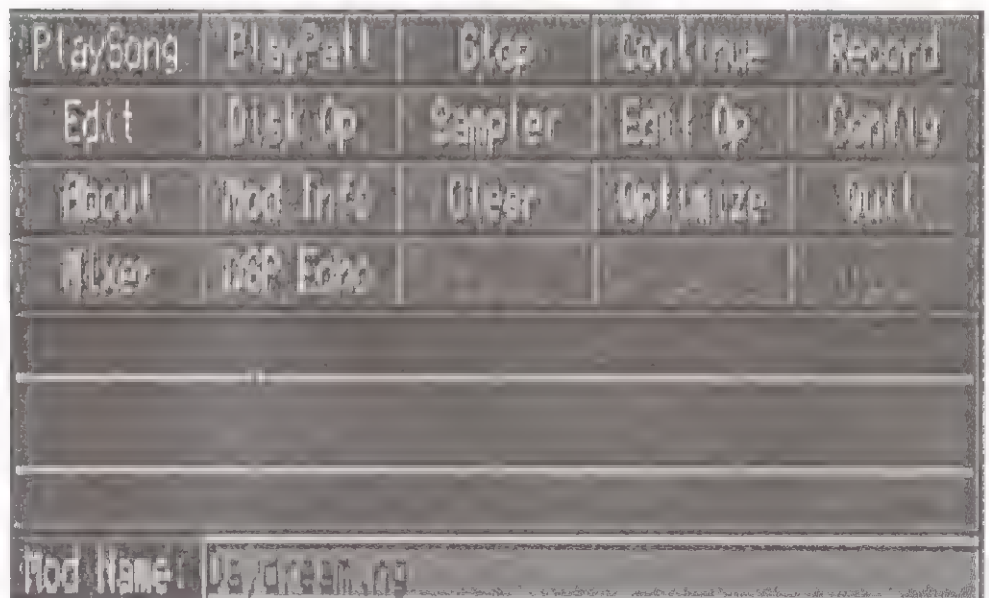 PlaySong PlayPatt Stop Continue Record
Edit Disk Op Sampler Edit Op Config
About Mod Info Clear Optimize Quit
Mixer DSP Echo
Mod Name: Daydreaming